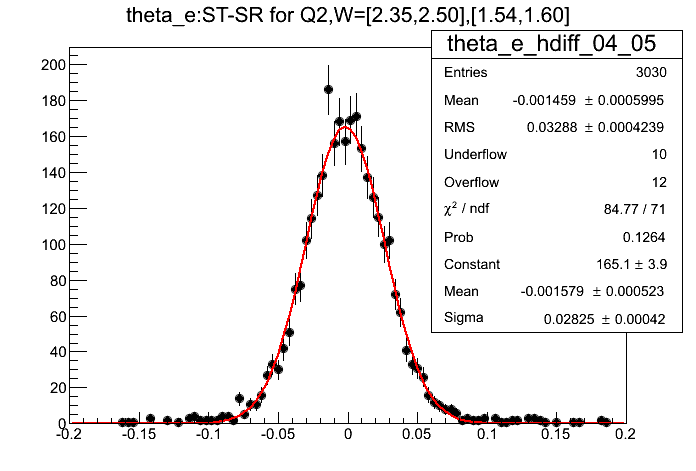 theta_e:ST-SR for Q2,W=[2.35,2.50],[1.54,1.60]
theta_e_hdiff_04_05
Entries 3030
Mean -0.001459 ± 0.0005995
RMS 0.03288 ± 0.0004239
Underflow 10
Overflow 12
χ² / ndf 84.77 / 71
Prob 0.1264
Constant 165.1 ± 3.9
Mean -0.001579 ± 0.000523
Sigma 0.02825 ± 0.00042
200
180
160
140
120
100
80
60
40
20
0
-0.2 -0.15 -0.1 -0.05 0 0.05 0.1 0.15 0.2